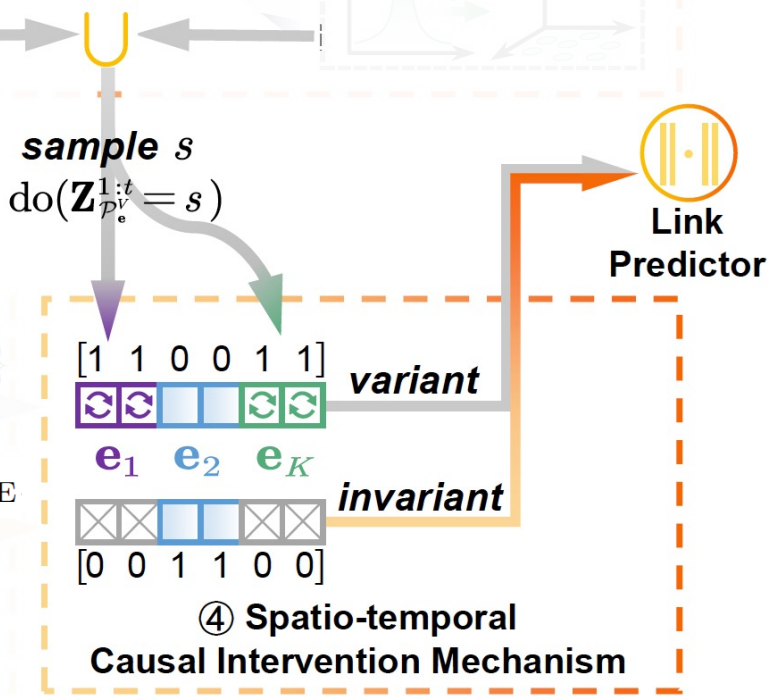 sample s
do(𝐙^{1:t}_{𝒫^V_𝐞} = s)
Link
Predictor
[1 1 0 0 1 1]
variant
e₁ e₂ e_K
E
invariant
[0 0 1 1 0 0]
④ Spatio-temporal
Causal Intervention Mechanism